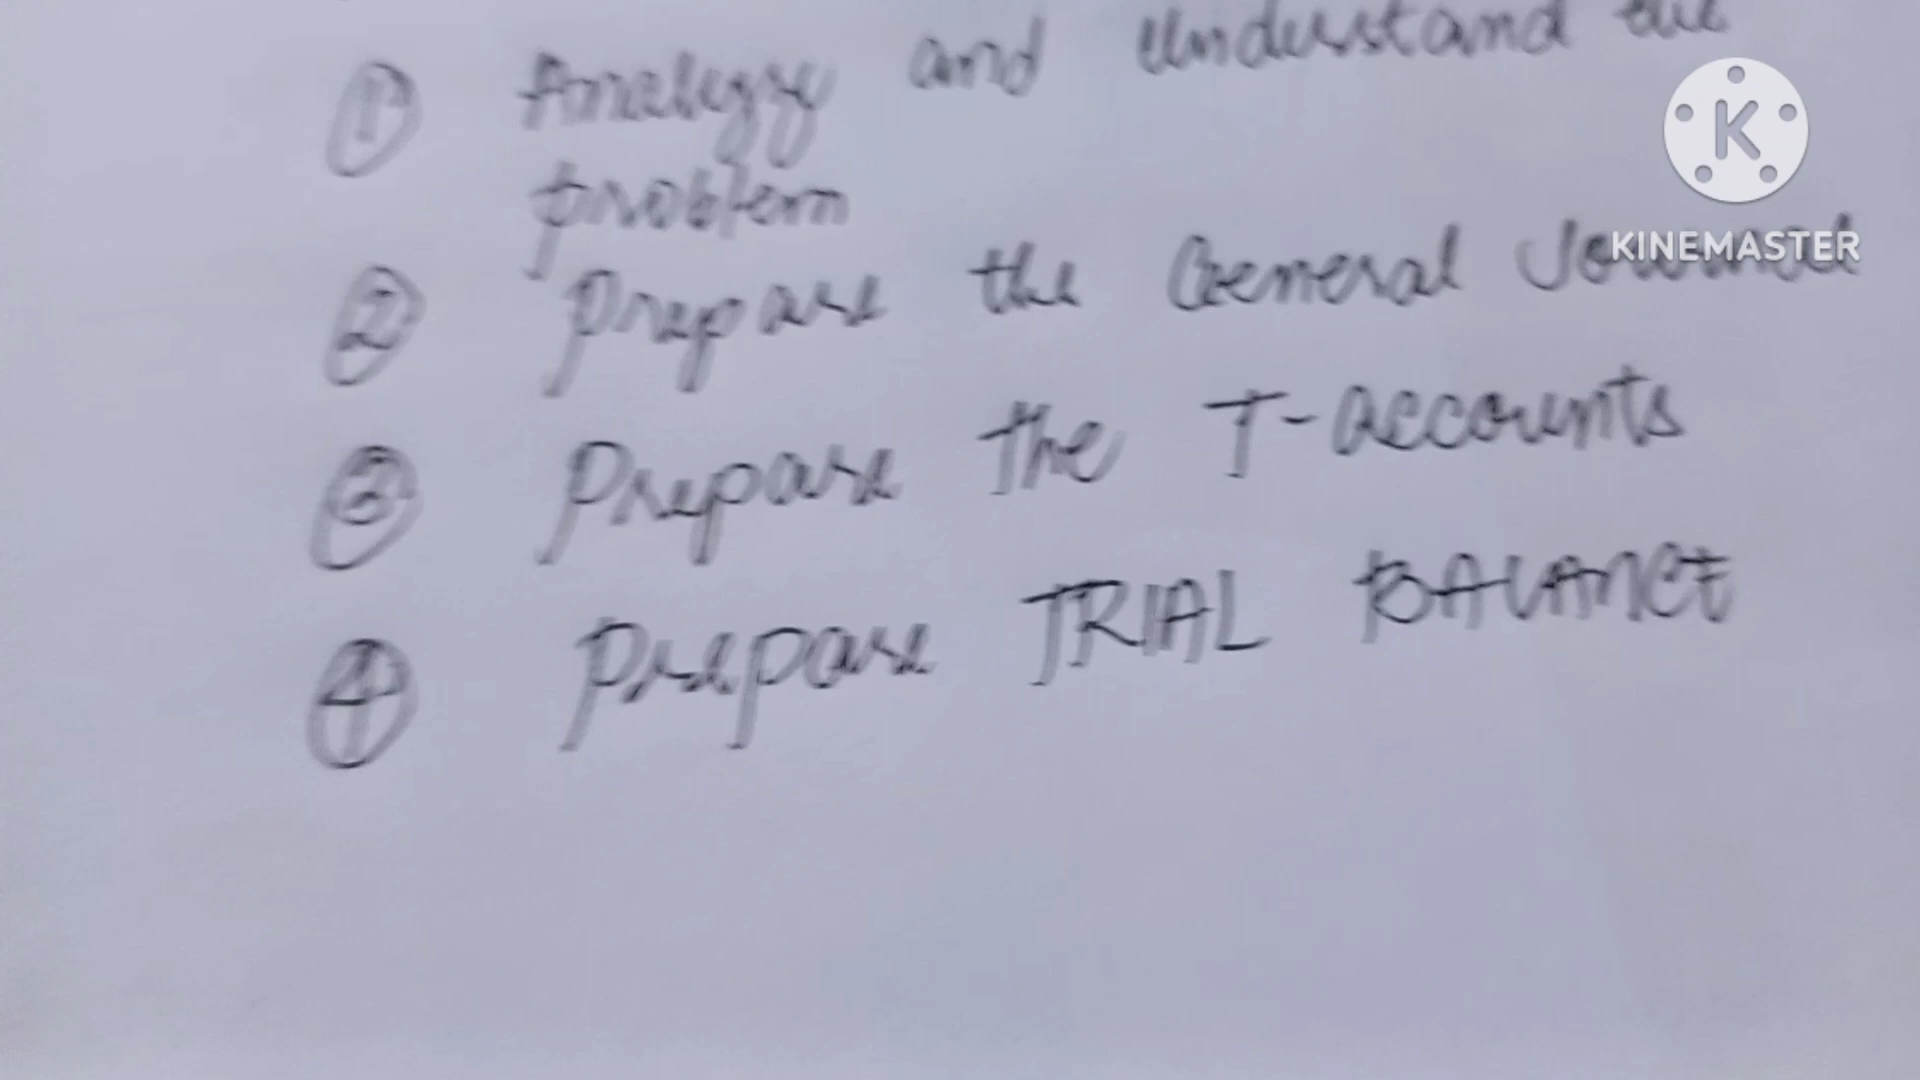 ① Analyze and understand the
problem
② Prepare the General Journal
③ Prepare the T-accounts
④ Prepare TRIAL BALANCE
KINEMASTER